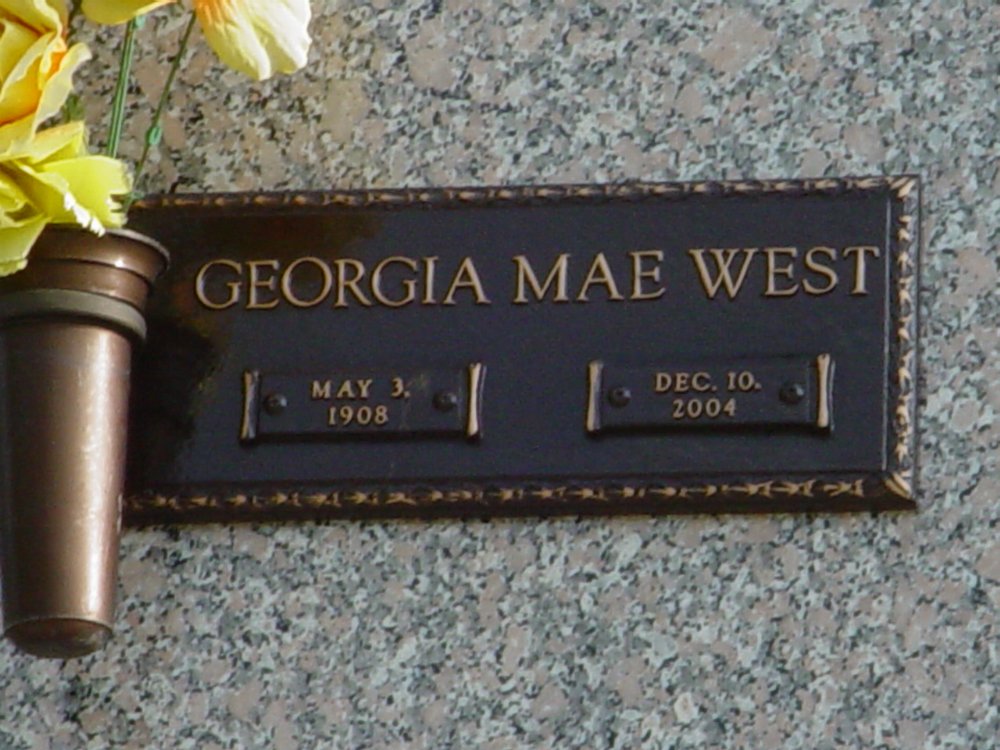 GEORGIA MAE WEST
MAY 3,
1908
DEC. 10,
2004